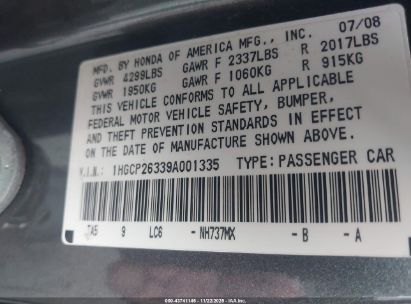 07/08
MFD. BY HONDA OF AMERICA MFG., INC.
GVWR 4299LBS GAWR F 2337LBS R 2017LBS
GVWR 1950KG GAWR F 1060KG R 915KG
THIS VEHICLE CONFORMS TO ALL APPLICABLE
FEDERAL MOTOR VEHICLE SAFETY, BUMPER,
AND THEFT PREVENTION STANDARDS IN EFFECT
ON THE DATE OF MANUFACTURE SHOWN ABOVE.
V.I.N.: 1HGCP26339A001335 TYPE: PASSENGER CAR
TA5 9 LC6 -NH737MX -B -A